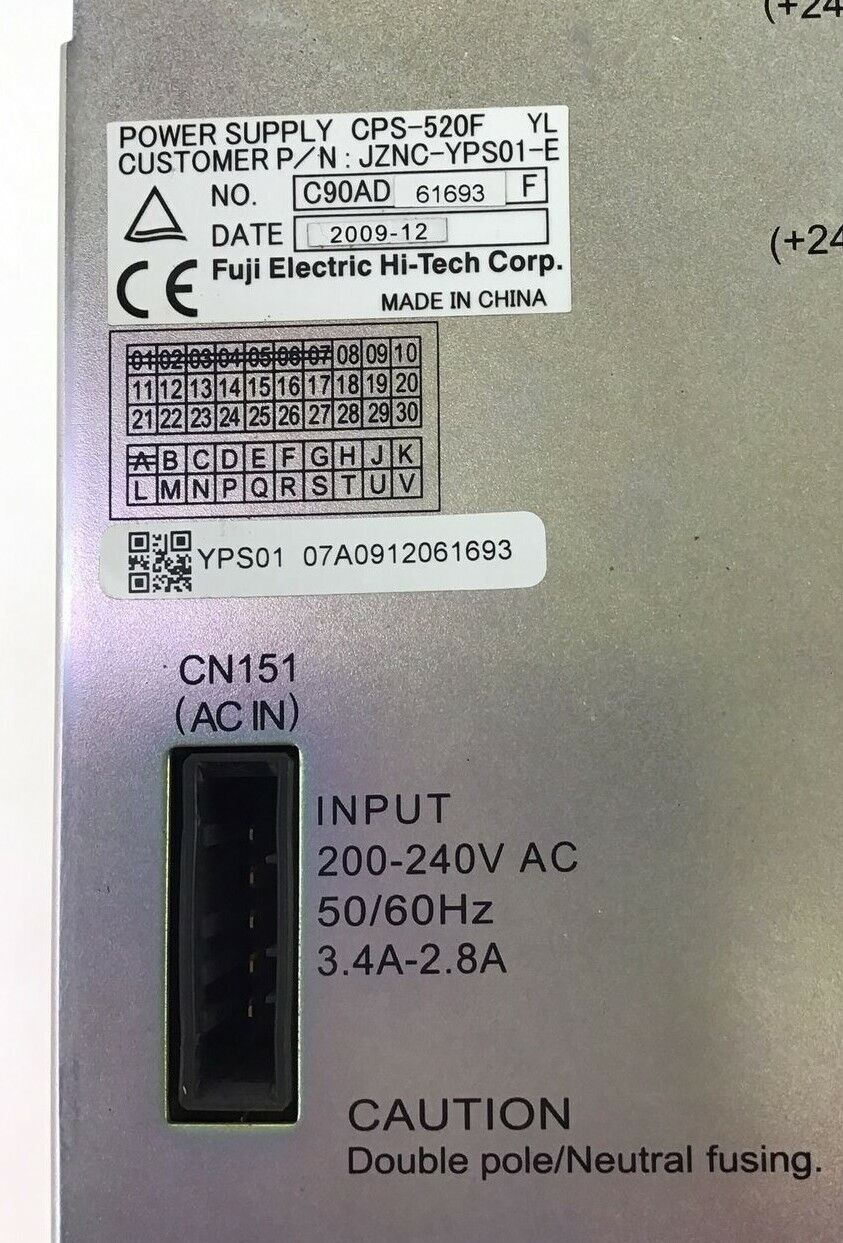 (+24
POWER SUPPLY CPS-520F YL
CUSTOMER P/N : JZNC-YPS01-E
NO. C90AD 61693 F
DATE 2009-12
(+24
CE Fuji Electric Hi-Tech Corp.
MADE IN CHINA
01 02 03 04 05 06 07 08 09 10
11 12 13 14 15 16 17 18 19 20
21 22 23 24 25 26 27 28 29 30
A B C D E F G H J K
L M N P Q R S T U V
YPS01 07A0912061693
CN151
(AC IN)
INPUT
200-240V AC
50/60Hz
3.4A-2.8A
CAUTION
Double pole/Neutral fusing.